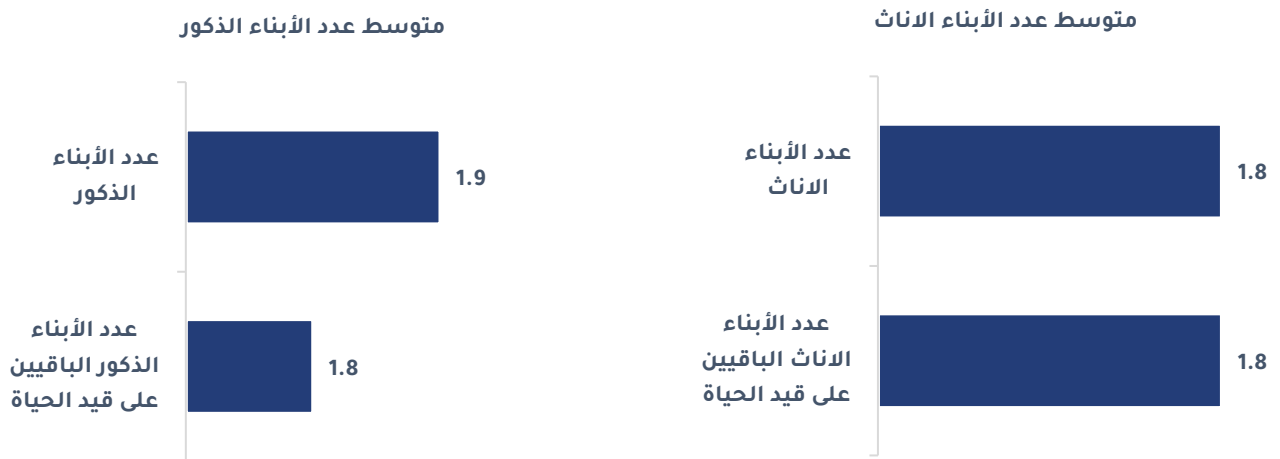 متوسط عدد الأبناء الاناث
عدد الأبناء
الاناث
1.8
عدد الأبناء
الاناث الباقيين
على قيد الحياة
1.8
متوسط عدد الأبناء الذكور
عدد الأبناء
الذكور
1.9
عدد الأبناء
الذكور الباقيين
على قيد الحياة
1.8